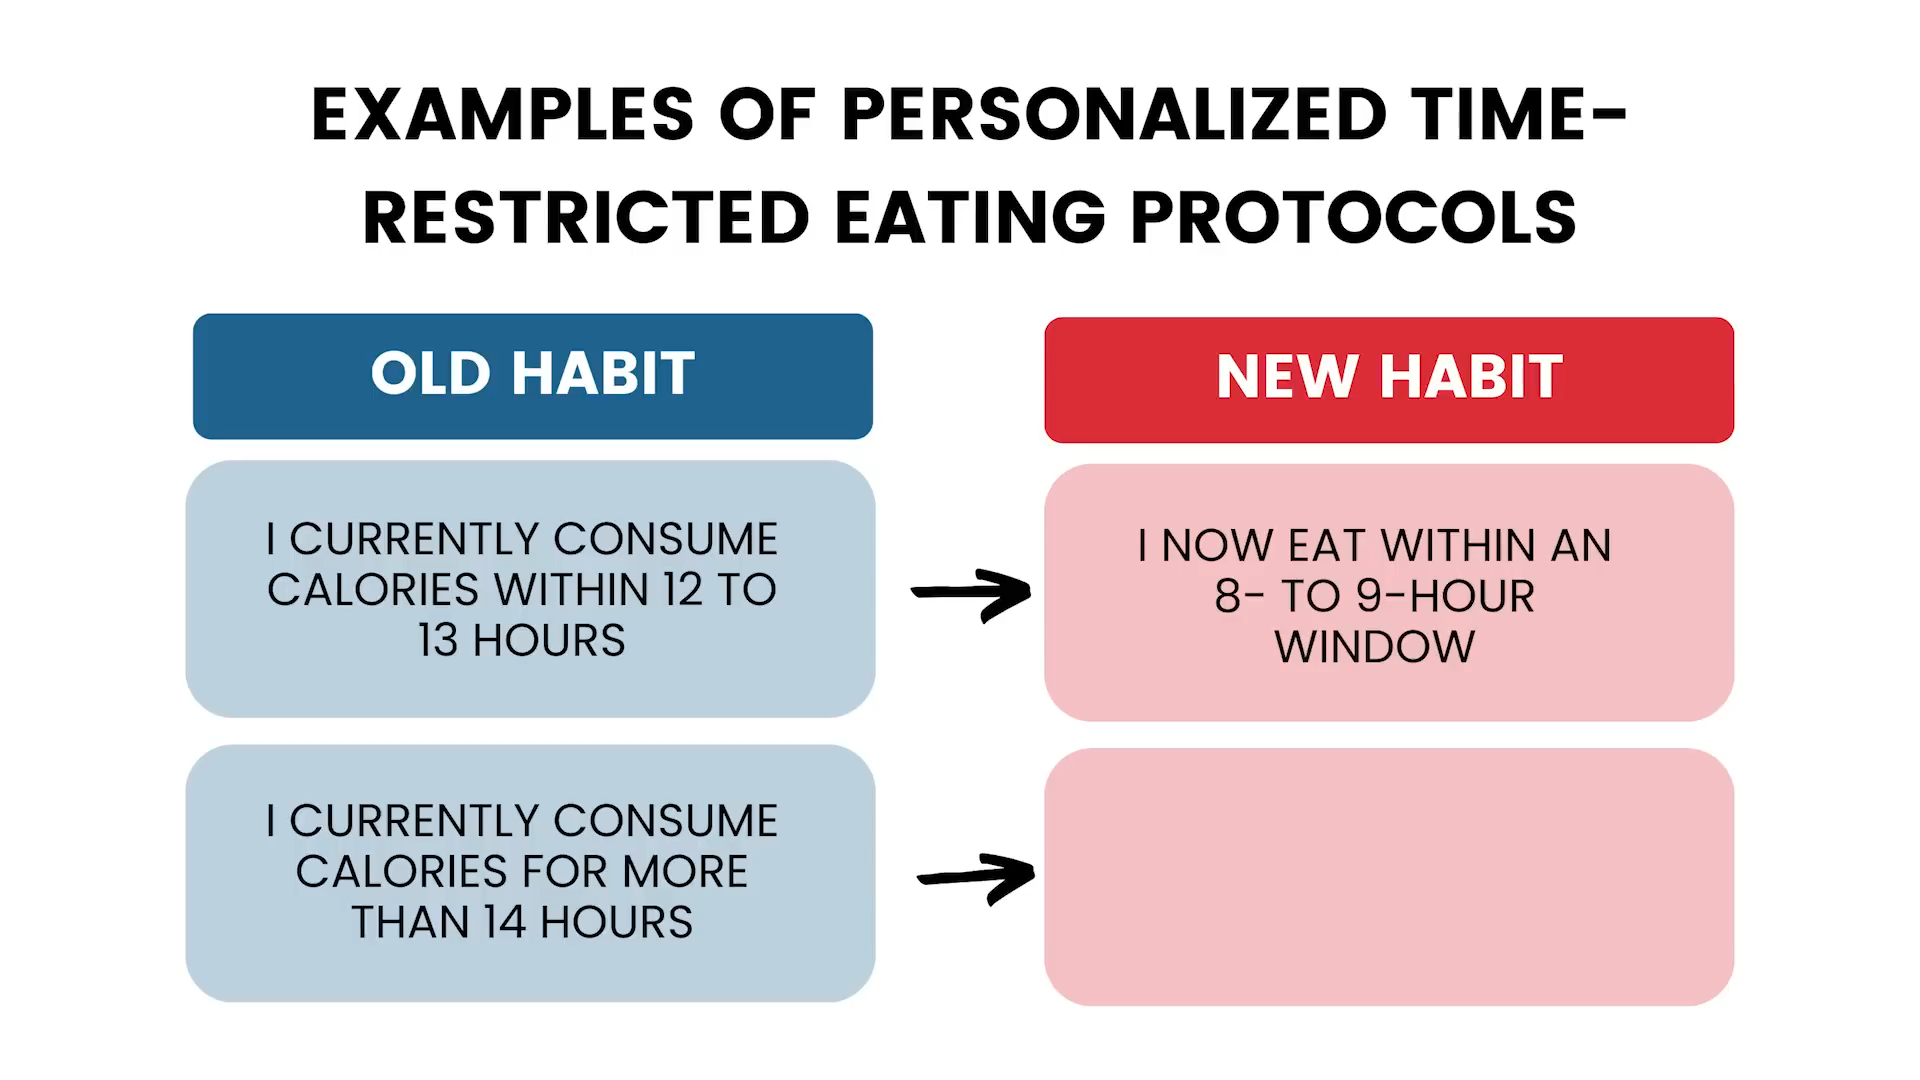 EXAMPLES OF PERSONALIZED TIME-
RESTRICTED EATING PROTOCOLS
OLD HABIT
NEW HABIT
I CURRENTLY CONSUME
CALORIES WITHIN 12 TO
13 HOURS
I NOW EAT WITHIN AN
8- TO 9-HOUR
WINDOW
I CURRENTLY CONSUME
CALORIES FOR MORE
THAN 14 HOURS